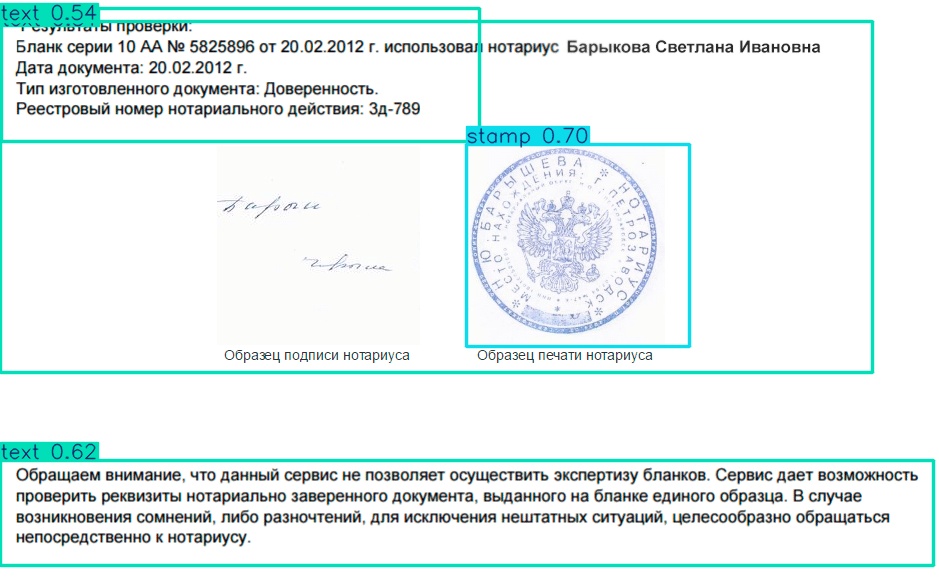 text 0.54
Результаты проверки:
Бланк серии 10 АА № 5825896 от 20.02.2012 г. использовал нотариус Барыкова Светлана Ивановна
Дата документа: 20.02.2012 г.
Тип изготовленного документа: Доверенность.
Реестровый номер нотариального действия: 3д-789
stamp 0.70
НОТАРИУС
БАРЫШЕВА
МЕСТО НАХОЖДЕНИЯ: Г. ПЕТРОЗАВОДСК
Образец подписи нотариуса
Образец печати нотариуса
text 0.62
Обращаем внимание, что данный сервис не позволяет осуществить экспертизу бланков. Сервис дает возможность
проверить реквизиты нотариально заверенного документа, выданного на бланке единого образца. В случае
возникновения сомнений, либо разночтений, для исключения нештатных ситуаций, целесообразно обращаться
непосредственно к нотариусу.